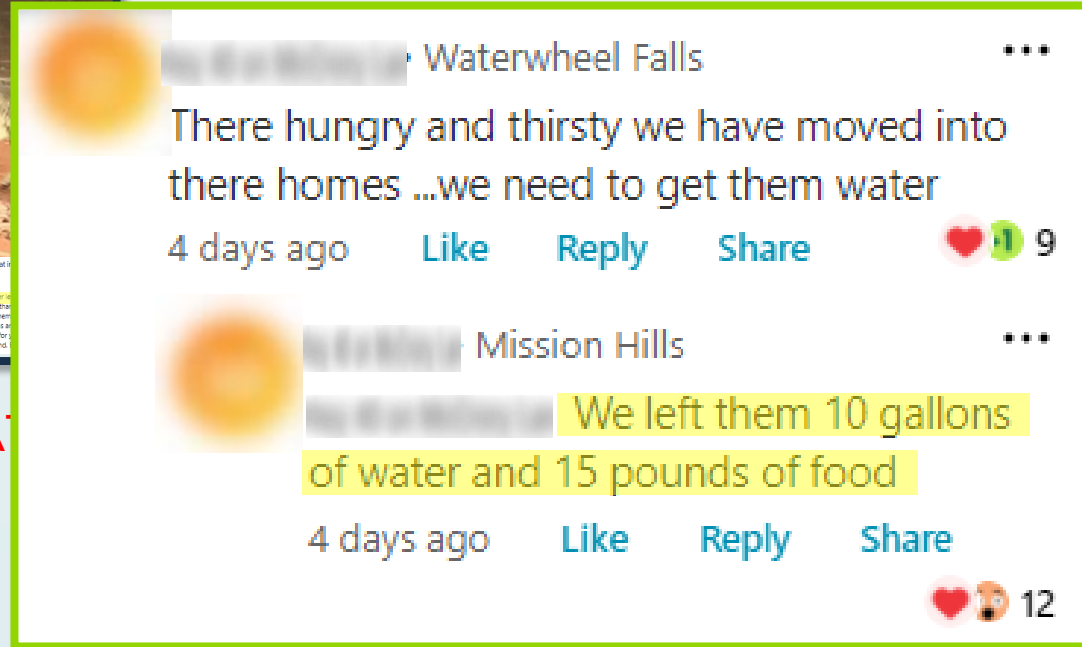 Waterwheel Falls
There hungry and thirsty we have moved into
there homes ...we need to get them water
4 days ago Like Reply Share 9
Mission Hills
We left them 10 gallons
of water and 15 pounds of food
4 days ago Like Reply Share
12